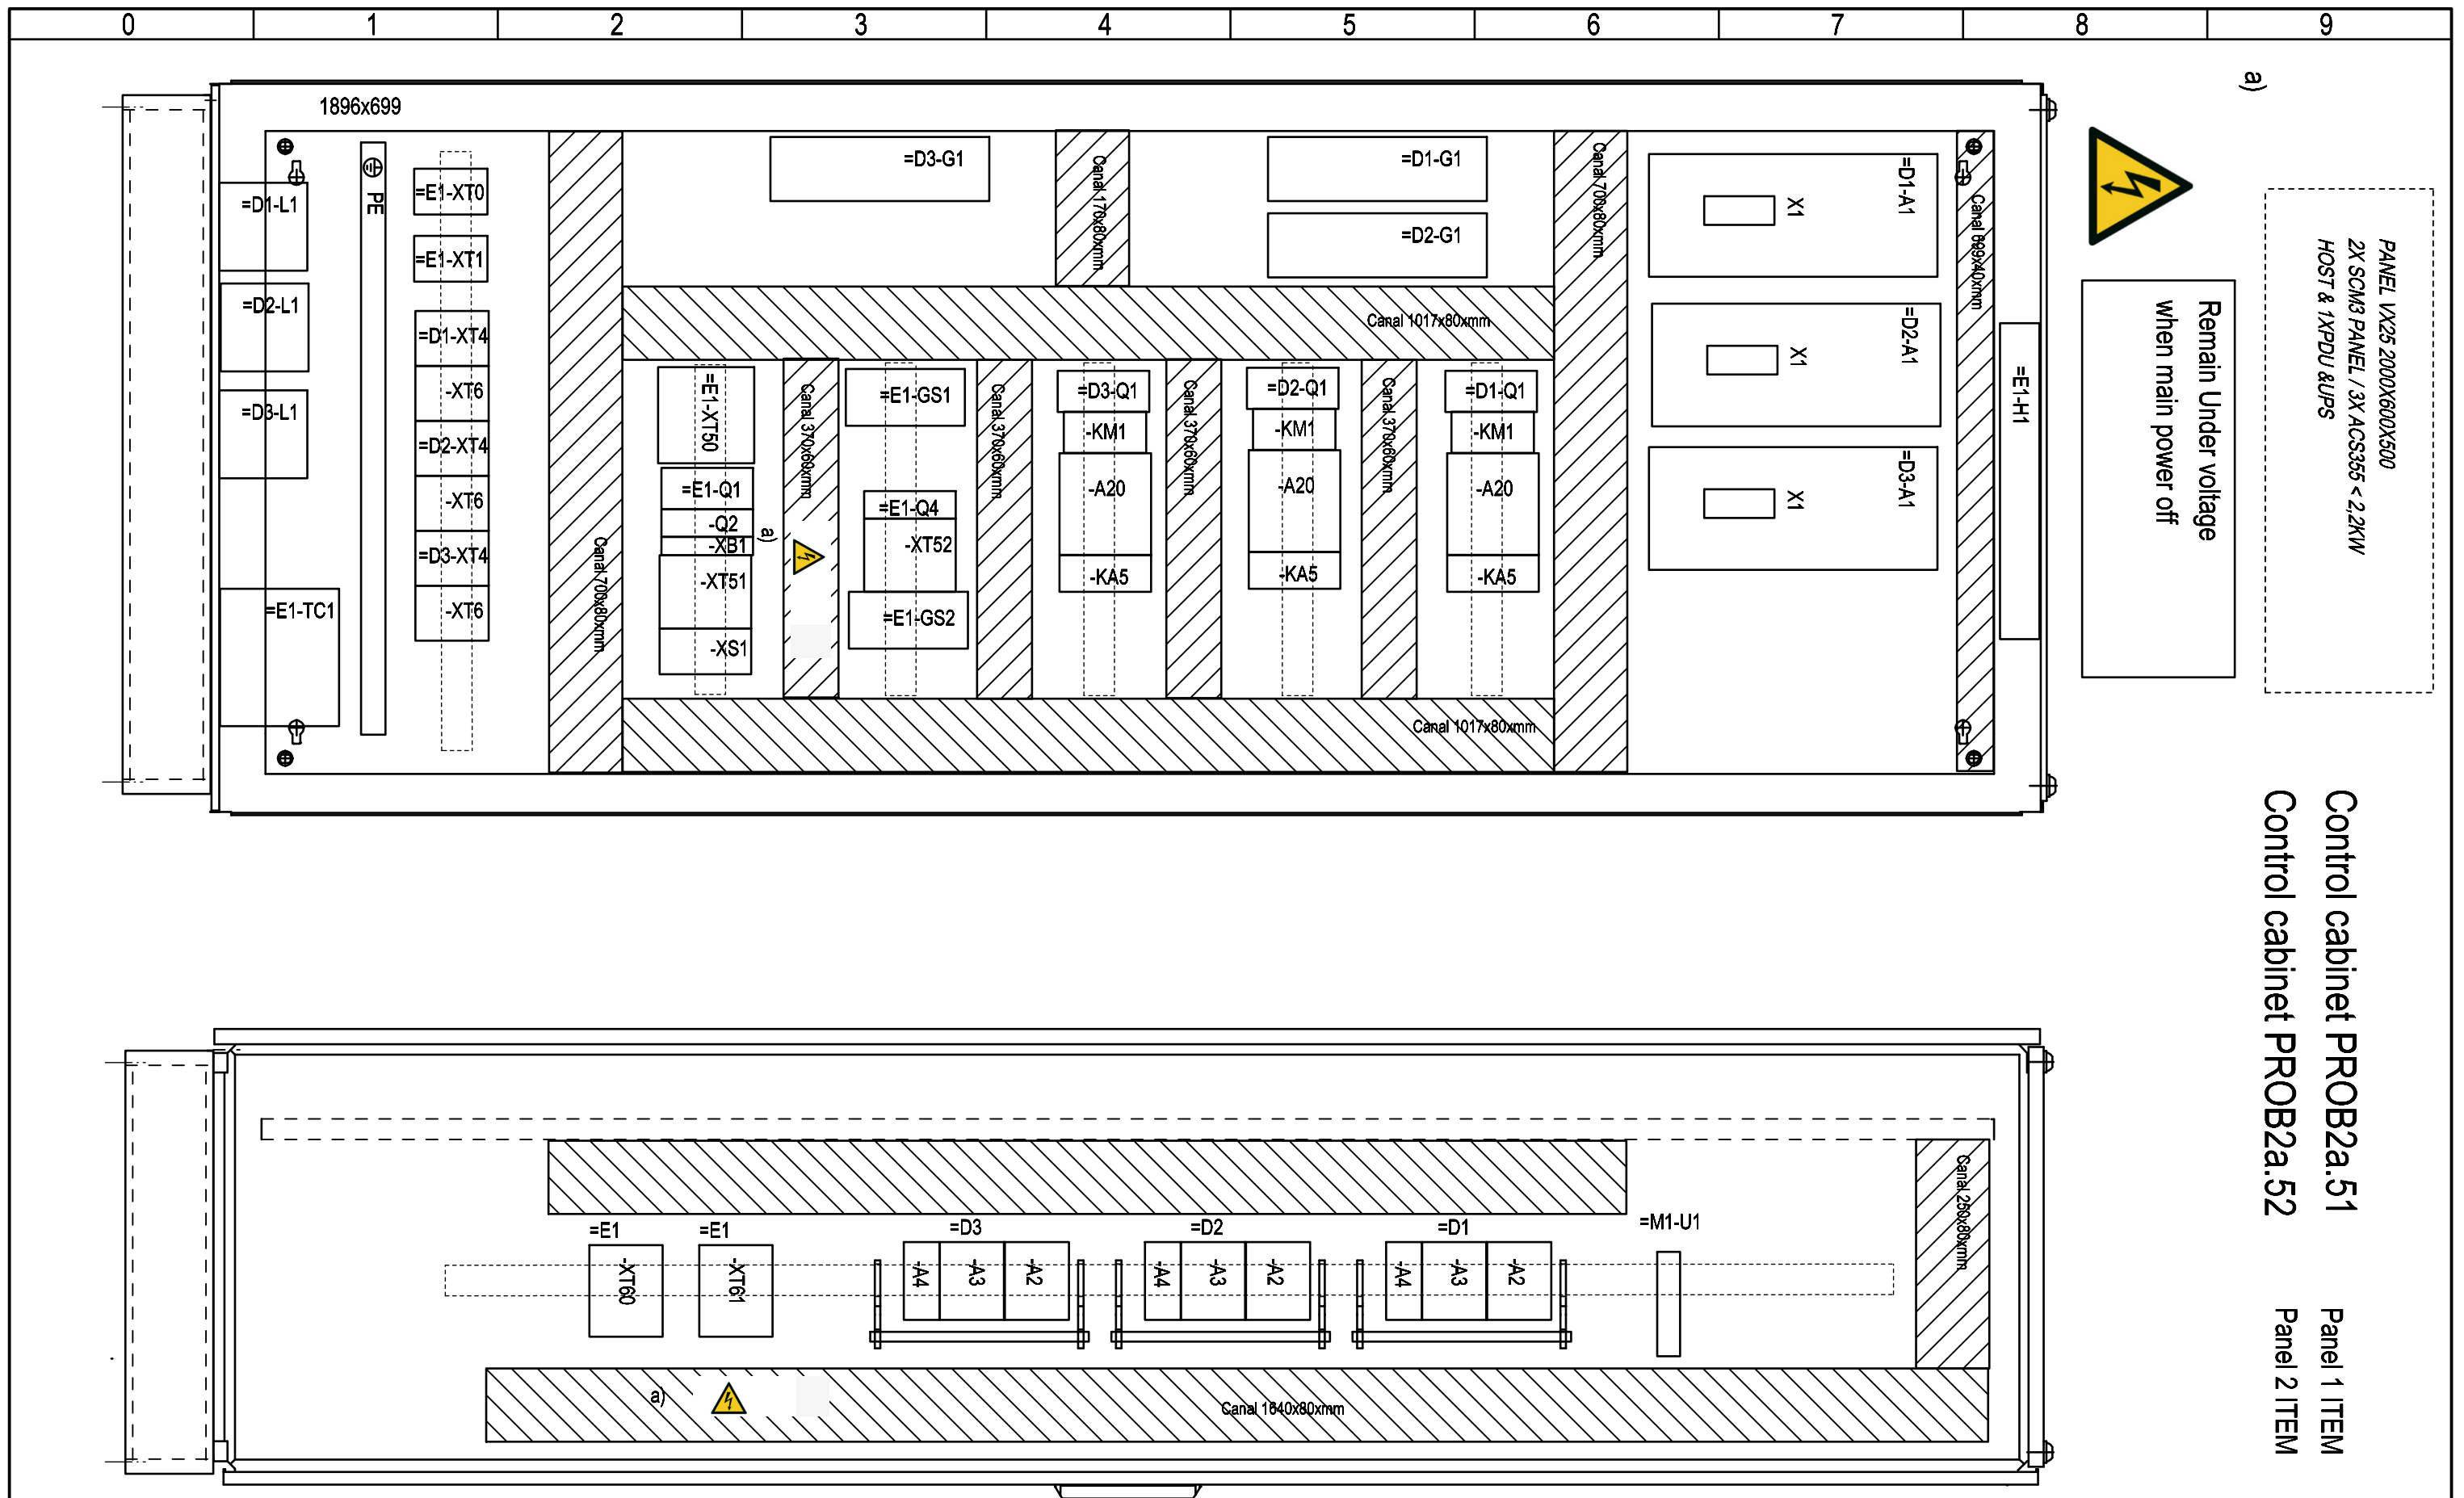 0 1 2 3 4 5 6 7 8 9
1896x699
PE
=D1-L1
=D2-L1
=D3-L1
=E1-TC1
=E1-XT0
=E1-XT1
=D1-XT4
-XT6
=D2-XT4
-XT6
=D3-XT4
-XT6
Canal 700x80xmm
=D3-G1
Canal 170x80xmm
=D1-G1
=D2-G1
Canal 1017x80xmm
=E1-XT50
=E1-Q1
-Q2
-XB1
-XT51
-XS1
a)
Canal 370x60xmm
=E1-GS1
=E1-Q4
-XT52
=E1-GS2
Canal 370x60xmm
=D3-Q1
-KM1
-A20
-KA5
Canal 370x60xmm
=D2-Q1
-KM1
-A20
-KA5
Canal 370x60xmm
=D1-Q1
-KM1
-A20
-KA5
Canal 1017x80xmm
Canal 700x80xmm
=D1-A1
X1
=D2-A1
X1
=D3-A1
X1
Canal 699x40xmm
=E1-H1
a)
Remain Under voltage
when main power off
PANEL VX25 2000X600X500
2X SCM3 PANEL / 3X ACS355 < 2,2KW
HOST & 1XPDU &UPS
Control cabinet PROB2a.51
Control cabinet PROB2a.52
Panel 1 ITEM
Panel 2 ITEM
=E1
-XT60
=E1
-XT61
=D3
-A4
-A3
-A2
=D2
-A4
-A3
-A2
=D1
-A4
-A3
-A2
=M1-U1
Canal 250x80xmm
a)
Canal 1640x80xmm